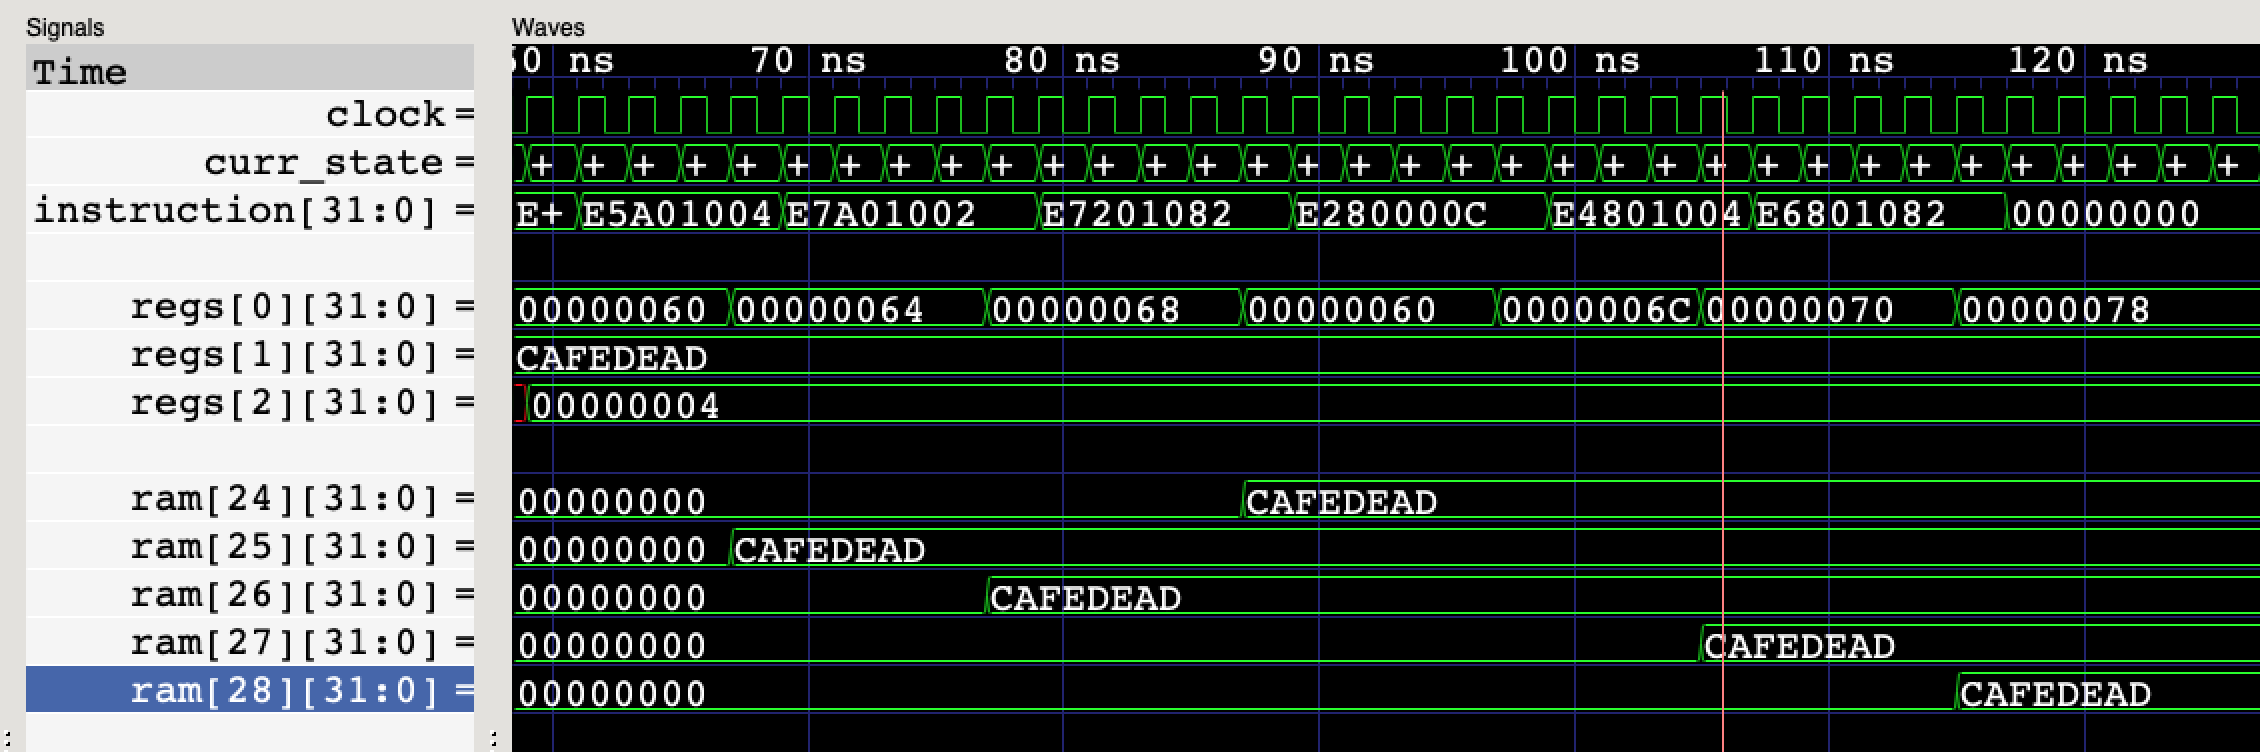 Signals Waves
Time 60 ns 70 ns 80 ns 90 ns 100 ns 110 ns 120 ns
clock =
curr_state = + + + + + + + + + + + + + + + + + + + + + + + + + + + + + + + + + +
instruction[31:0] = E+ E5A01004 E7A01002 E7201082 E280000C E4801004 E6801082 00000000
regs[0][31:0] = 00000060 00000064 00000068 00000060 0000006C 00000070 00000078
regs[1][31:0] = CAFEDEAD
regs[2][31:0] = 00000004
ram[24][31:0] = 00000000 CAFEDEAD
ram[25][31:0] = 00000000 CAFEDEAD
ram[26][31:0] = 00000000 CAFEDEAD
ram[27][31:0] = 00000000 CAFEDEAD
ram[28][31:0] = 00000000 CAFEDEAD